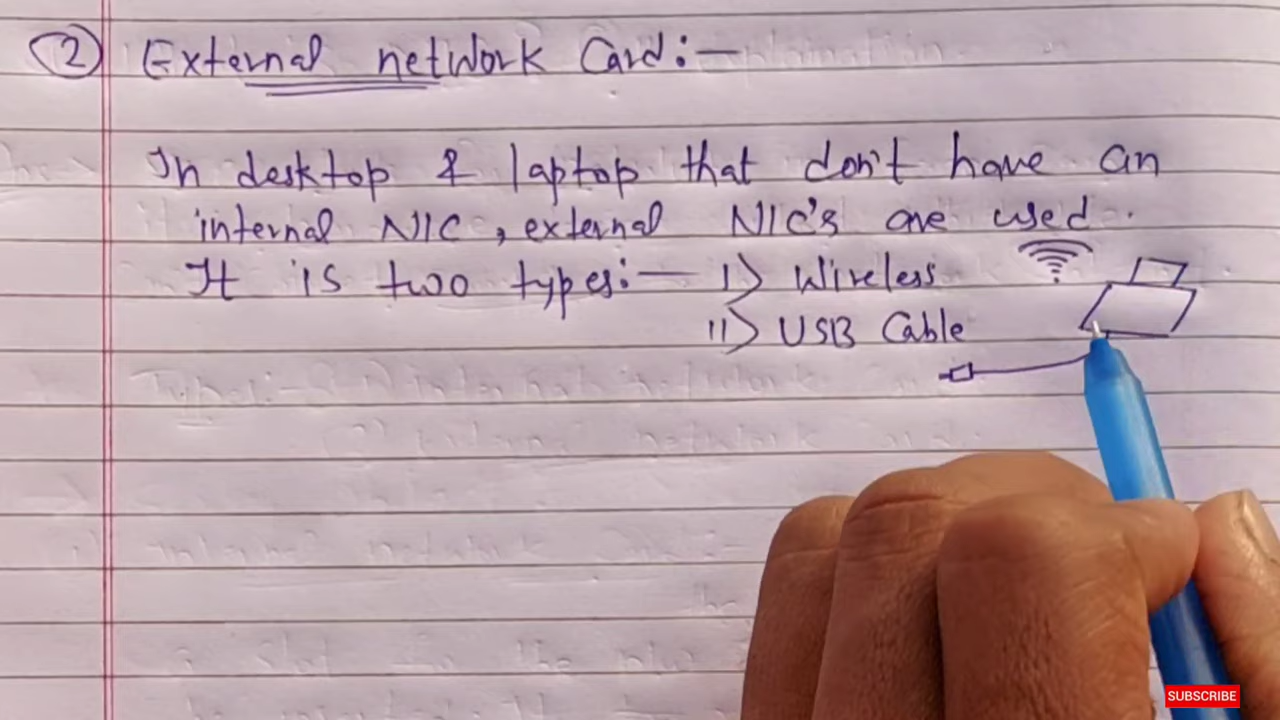 ② External network Card:—
In desktop & laptop that don't have an
internal NIC, external NIC's are used.
It is two types:— i> Wireless
ii> USB Cable
SUBSCRIBE